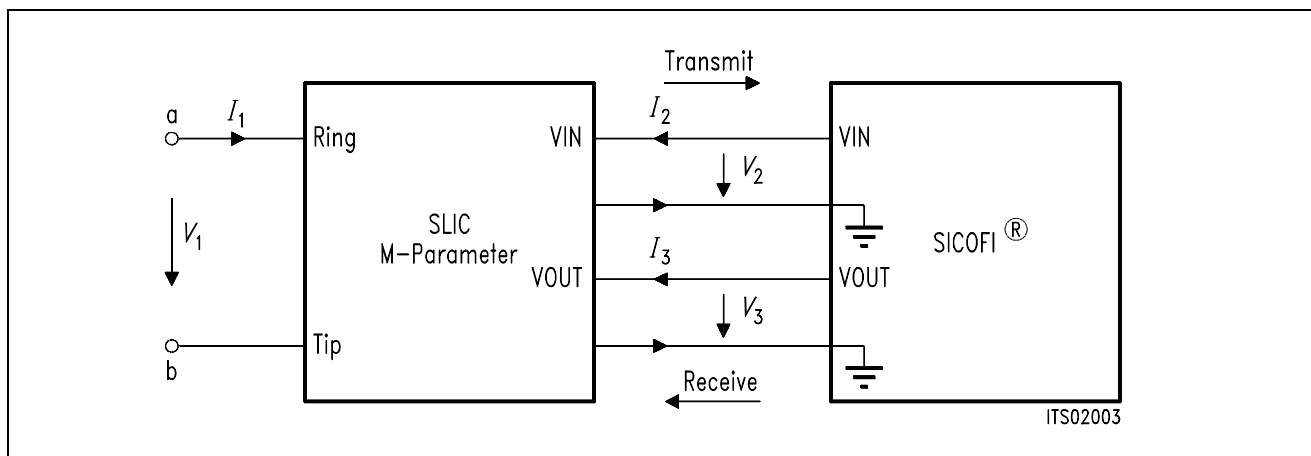 Transmit
a
I1
I2
Ring
VIN
VIN
V2
V1
SLIC
M-Parameter
SICOFI ®
I3
VOUT
VOUT
V3
Tip
b
Receive
ITS02003